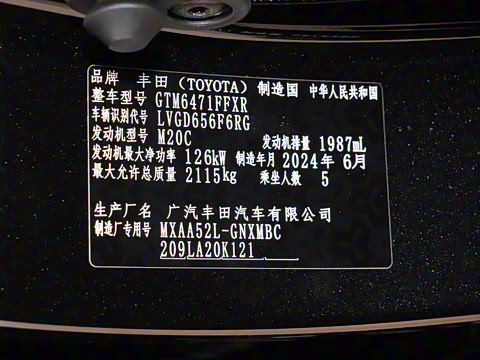 品牌 丰田(TOYOTA) 制造国 中华人民共和国
整车型号 GTM6471FFXR
车辆识别代号 LVGD656F6RG
发动机型号 M20C 发动机排量 1987mL
发动机最大净功率 126kW 制造年月 2024年6月
最大允许总质量 2115kg 乘坐人数 5
生产厂名 广汽丰田汽车有限公司
制造厂专用号 MXAA52L-GNXMBC
209LA20K121